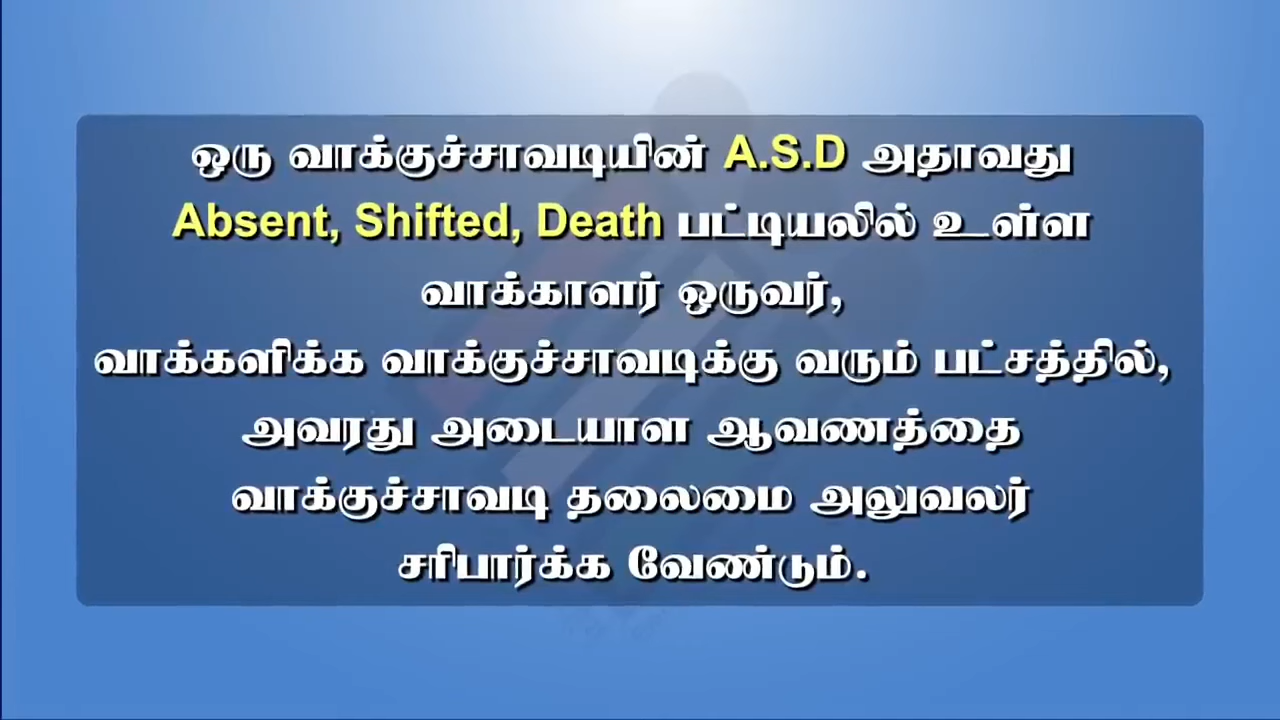 ஒரு வாக்குச்சாவடியின் A.S.D அதாவது
Absent, Shifted, Death பட்டியலில் உள்ள
வாக்காளர் ஒருவர்,
வாக்களிக்க வாக்குச்சாவடிக்கு வரும் பட்சத்தில்,
அவரது அடையாள ஆவணத்தை
வாக்குச்சாவடி தலைமை அலுவலர்
சரிபார்க்க வேண்டும்.